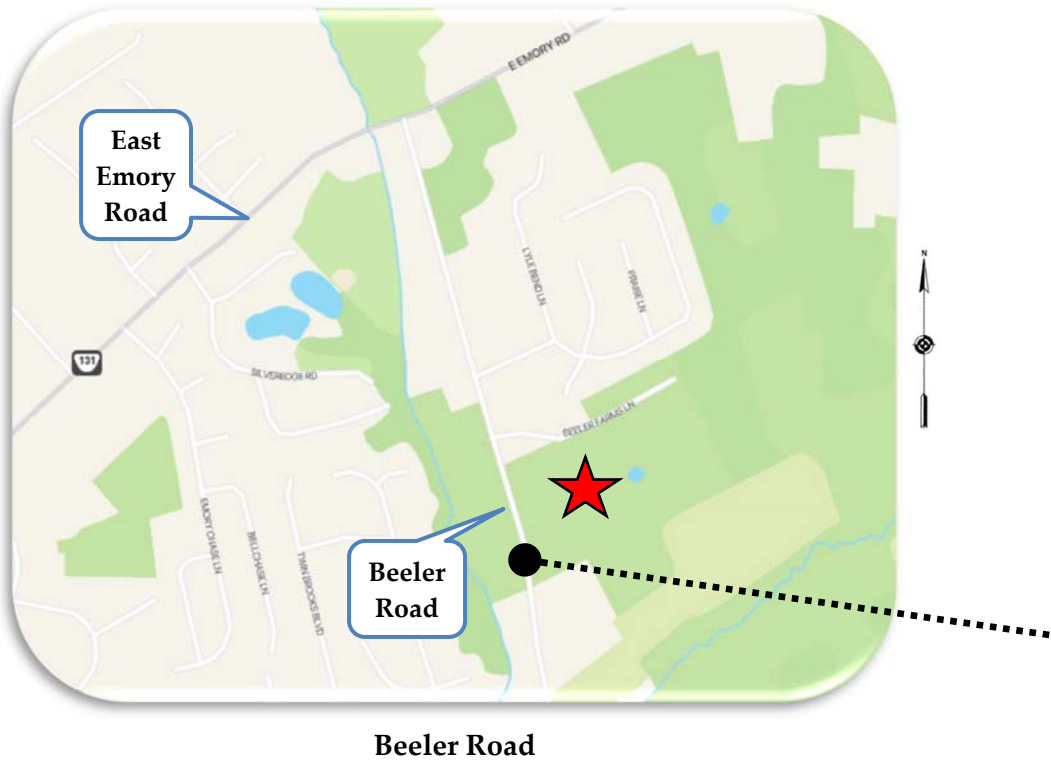 E EMORY RD
East
Emory
Road
N
LYLE BEND LN
PRAISE LN
131
SILVEREDGE RD
BEELER FARMS LN
EMORY CHASE LN
BELLCHASE LN
TWIN BROOKS BLVD
Beeler
Road
Beeler Road